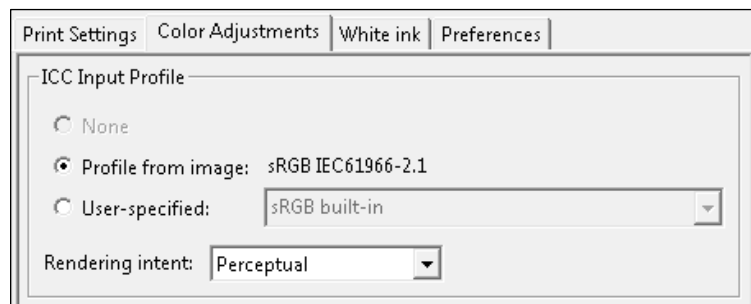 Print Settings Color Adjustments White ink Preferences
ICC Input Profile
None
Profile from image: sRGB IEC61966-2.1
User-specified: sRGB built-in
Rendering intent: Perceptual